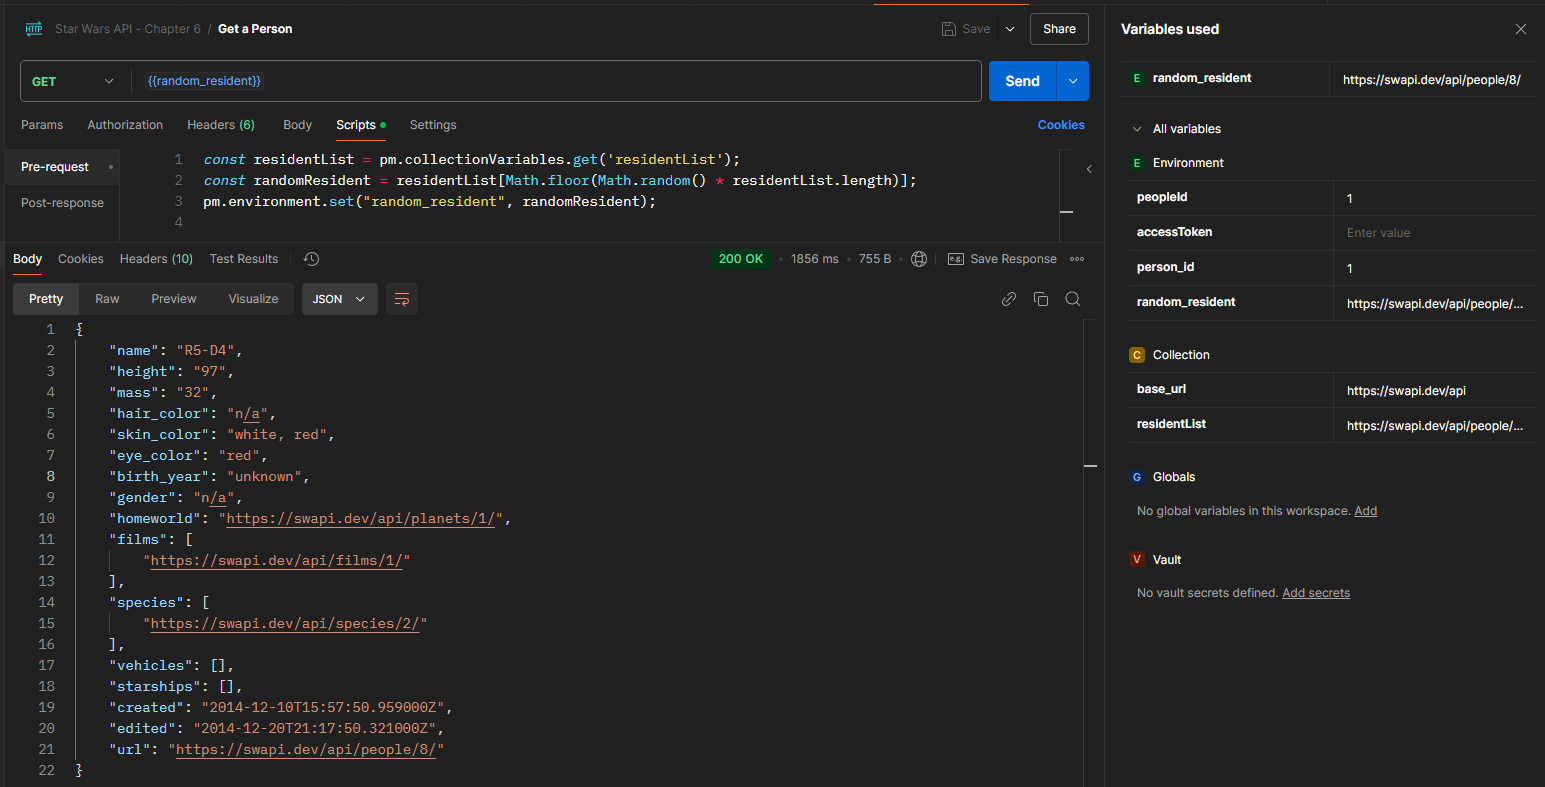 HTTP Star Wars API - Chapter 6 / Get a Person
Save
Share
GET
{{random_resident}}
Send
Params Authorization Headers (6) Body Scripts Settings
Cookies
Pre-request
Post-response
1 const residentList = pm.collectionVariables.get('residentList');
2 const randomResident = residentList[Math.floor(Math.random() * residentList.length)];
3 pm.environment.set("random_resident", randomResident);
4
Body Cookies Headers (10) Test Results
200 OK • 1856 ms • 755 B •
e.g. Save Response
Pretty Raw Preview Visualize JSON
1 {
2 "name": "R5-D4",
3 "height": "97",
4 "mass": "32",
5 "hair_color": "n/a",
6 "skin_color": "white, red",
7 "eye_color": "red",
8 "birth_year": "unknown",
9 "gender": "n/a",
10 "homeworld": "https://swapi.dev/api/planets/1/",
11 "films": [
12 "https://swapi.dev/api/films/1/"
13 ],
14 "species": [
15 "https://swapi.dev/api/species/2/"
16 ],
17 "vehicles": [],
18 "starships": [],
19 "created": "2014-12-10T15:57:50.959000Z",
20 "edited": "2014-12-20T21:17:50.321000Z",
21 "url": "https://swapi.dev/api/people/8/"
22 }
Variables used
E random_resident https://swapi.dev/api/people/8/
All variables
E Environment
peopleId 1
accessToken Enter value
person_id 1
random_resident https://swapi.dev/api/people/...
C Collection
base_url https://swapi.dev/api
residentList https://swapi.dev/api/people/...
G Globals
No global variables in this workspace. Add
V Vault
No vault secrets defined. Add secrets